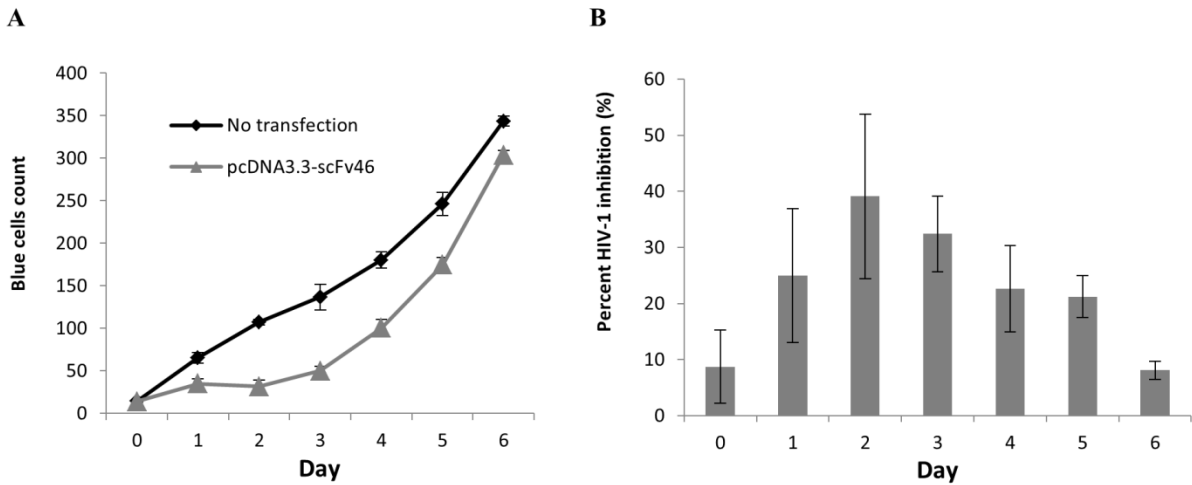 A
Blue cells count
400
350
300
250
200
150
100
50
0
No transfection
pcDNA3.3-scFv46
0 1 2 3 4 5 6
Day
B
Percent HIV-1 inhibition (%)
60
50
40
30
20
10
0
0 1 2 3 4 5 6
Day